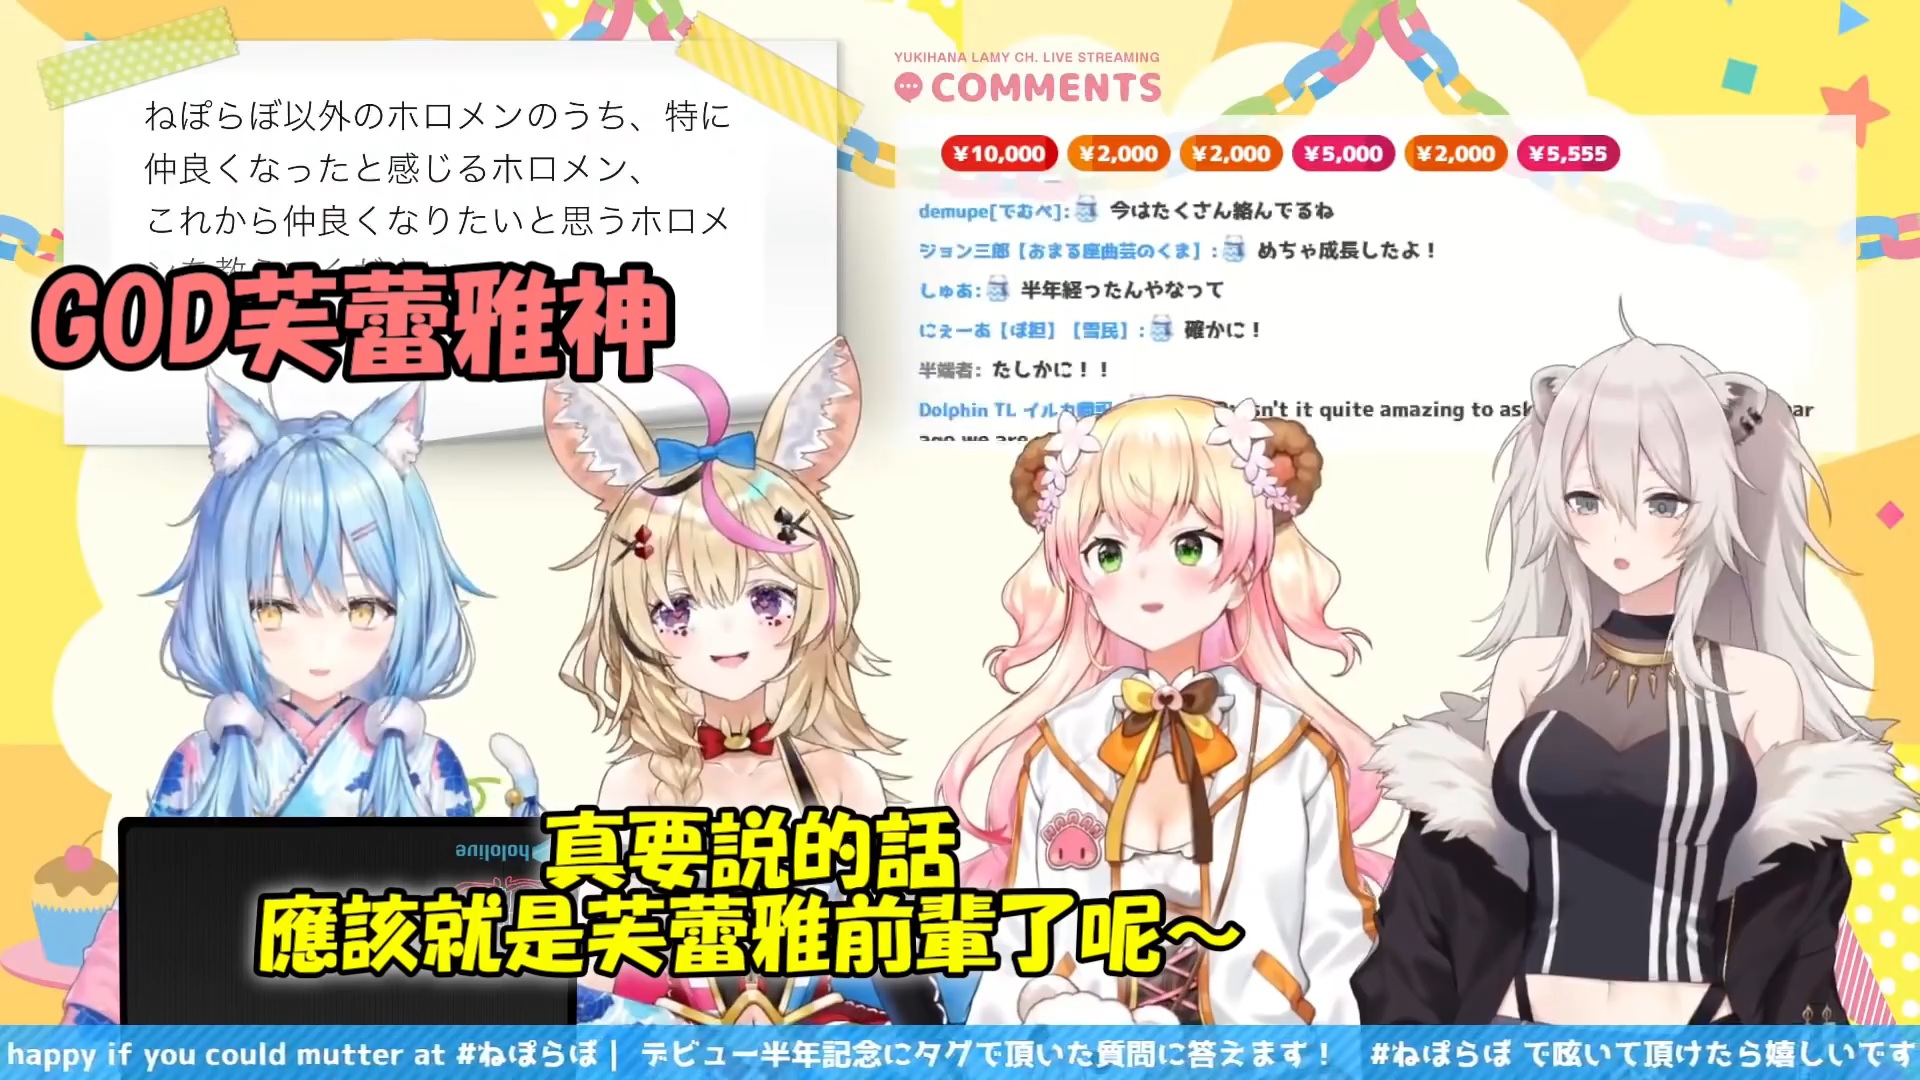 ねぽらぼ以外のホロメンのうち、特に
仲良くなったと感じるホロメン、
これから仲良くなりたいと思うホロメ
GOD芙蕾雅神
YUKIHANA LAMY CH. LIVE STREAMING
COMMENTS
¥10,000 ¥2,000 ¥2,000 ¥5,000 ¥2,000 ¥5,555
demupe[でむぺ]: 今はたくさん絡んでるね
ジョン三郎【おまる座曲芸のくま】: めちゃ成長したよ!
しゅあ: 半年経ったんやなって
にぇーあ【ぽ担】【雪民】: 確かに!
半端者: たしかに!!
Dolphin TL イルカ it quite amazing to ask
hololive
真要説的話
應該就是芙蕾雅前輩了呢～
happy if you could mutter at #ねぽらぼ | デビュー半年記念にタグで頂いた質問に答えます! #ねぽらぼ で呟いて頂けたら嬉しいです